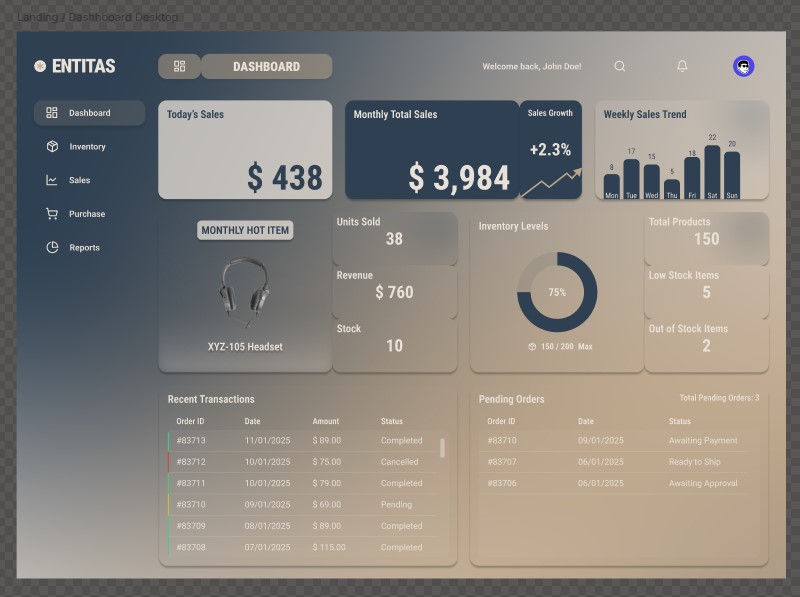 Landing / Dashboard Desktop
ENTITAS
DASHBOARD
Welcome back, John Doe!
Dashboard
Inventory
Sales
Purchase
Reports
Today's Sales
$ 438
Monthly Total Sales
$ 3,984
Sales Growth
+2.3%
Weekly Sales Trend
8 17 15 5 18 22 20
Mon Tue Wed Thu Fri Sat Sun
MONTHLY HOT ITEM
XYZ-105 Headset
Units Sold
38
Revenue
$ 760
Stock
10
Inventory Levels
75%
150 / 200 Max
Total Products
150
Low Stock Items
5
Out of Stock Items
2
Recent Transactions
Order ID Date Amount Status
#83713 11/01/2025 $ 89.00 Completed
#83712 10/01/2025 $ 75.00 Cancelled
#83711 10/01/2025 $ 79.00 Completed
#83710 09/01/2025 $ 69.00 Pending
#83709 08/01/2025 $ 89.00 Completed
#83708 07/01/2025 $ 115.00 Completed
Pending Orders
Total Pending Orders: 3
Order ID Date Status
#83710 09/01/2025 Awaiting Payment
#83707 06/01/2025 Ready to Ship
#83706 06/01/2025 Awaiting Approval